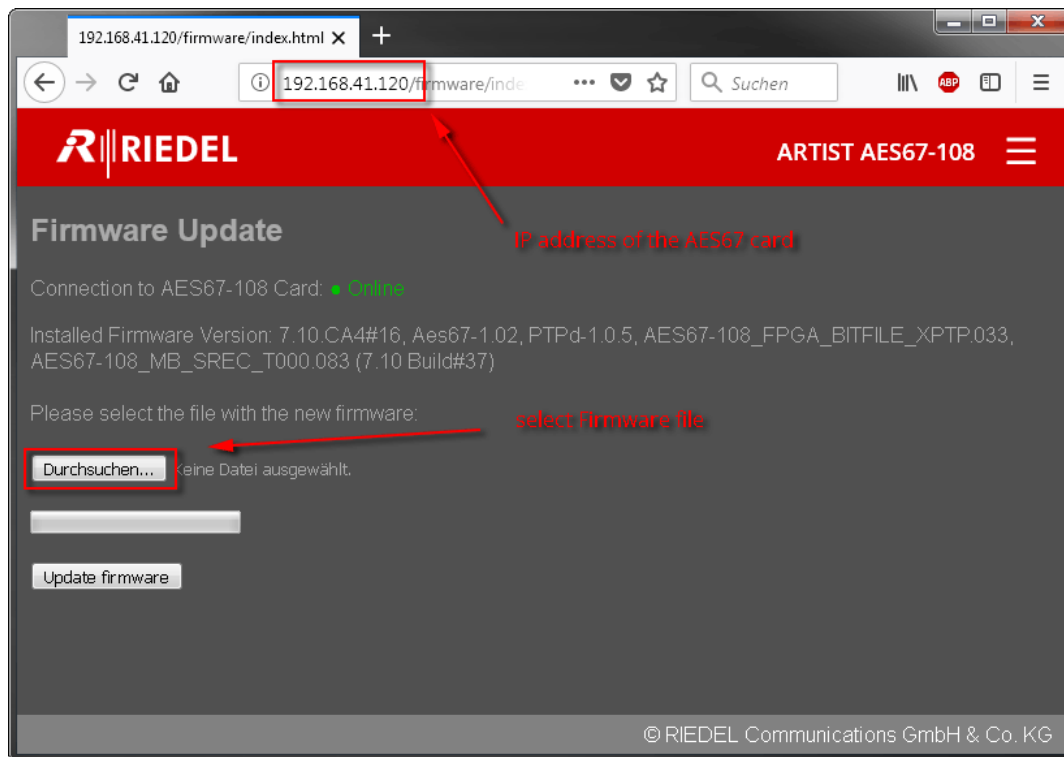 192.168.41.120/firmware/index.html
192.168.41.120/firmware/inde
Suchen
ABP
RIEDEL
ARTIST AES67-108
Firmware Update
IP address of the AES67 card
Connection to AES67-108 Card: ● Online
Installed Firmware Version: 7.10.CA4#16, Aes67-1.02, PTPd-1.0.5, AES67-108_FPGA_BITFILE_XPTP.033,
AES67-108_MB_SREC_T000.083 (7.10 Build#37)
Please select the file with the new firmware:
select Firmware file
Durchsuchen... Keine Datei ausgewählt.
Update firmware
© RIEDEL Communications GmbH & Co. KG